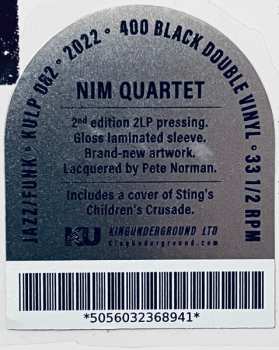 JAZZ/FUNK • KULP 082 • 2022 • 400 BLACK DOUBLE VINYL • 33 1/2 RPM
NIM QUARTET
2nd edition 2LP pressing.
Gloss laminated sleeve.
Brand-new artwork.
Lacquered by Pete Norman.
Includes a cover of Sting's
Children's Crusade.
KU KINGUNDERGROUND LTD
KingUnderground.com
*5056032368941*